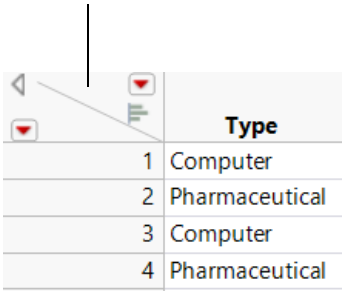 Type
1 Computer
2 Pharmaceutical
3 Computer
4 Pharmaceutical